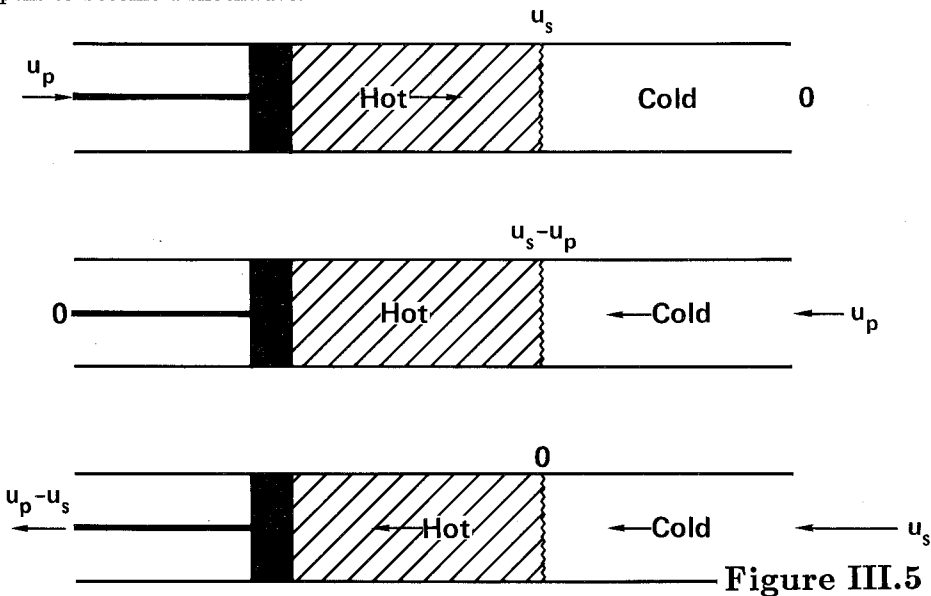 u_s
u_p Hot Cold 0
u_s-u_p
0 Hot Cold u_p
0
u_p-u_s Hot Cold u_s
Figure III.5